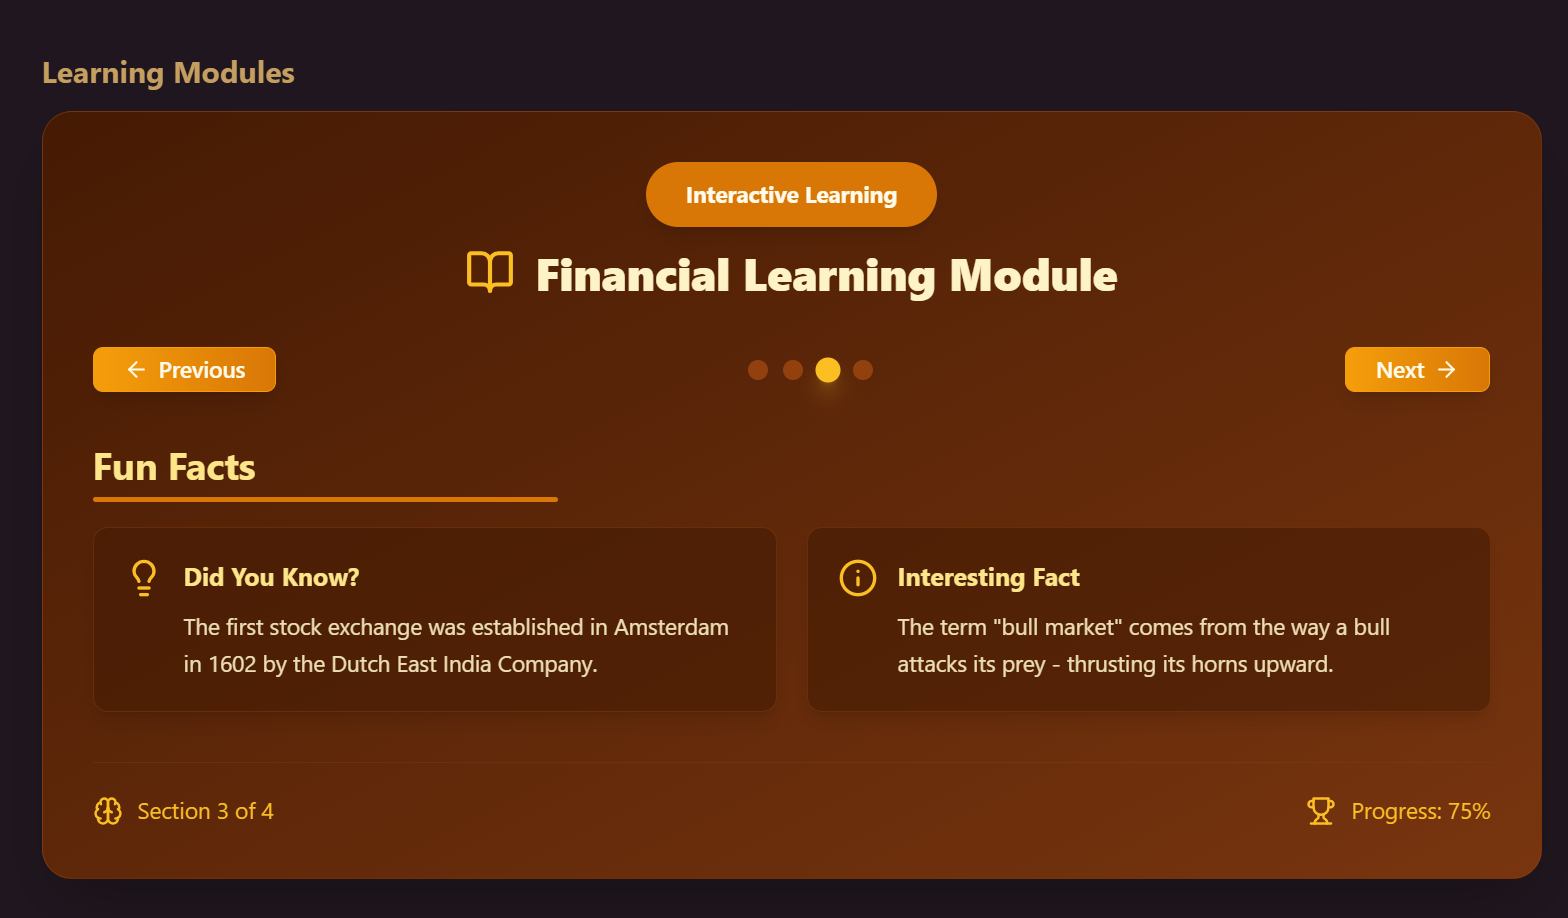 Learning Modules
Interactive Learning
Financial Learning Module
Previous
Next
Fun Facts
Did You Know?
The first stock exchange was established in Amsterdam
in 1602 by the Dutch East India Company.
Interesting Fact
The term "bull market" comes from the way a bull
attacks its prey - thrusting its horns upward.
Section 3 of 4
Progress: 75%